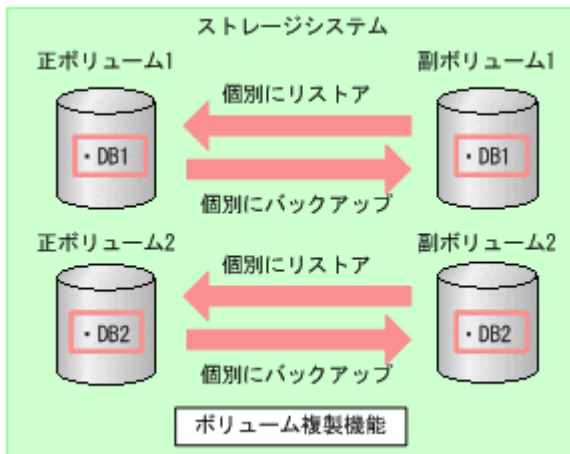 ストレージシステム
正ボリューム1
副ボリューム1
個別にリストア
・DB1
・DB1
個別にバックアップ
正ボリューム2
副ボリューム2
個別にリストア
・DB2
・DB2
個別にバックアップ
ボリューム複製機能